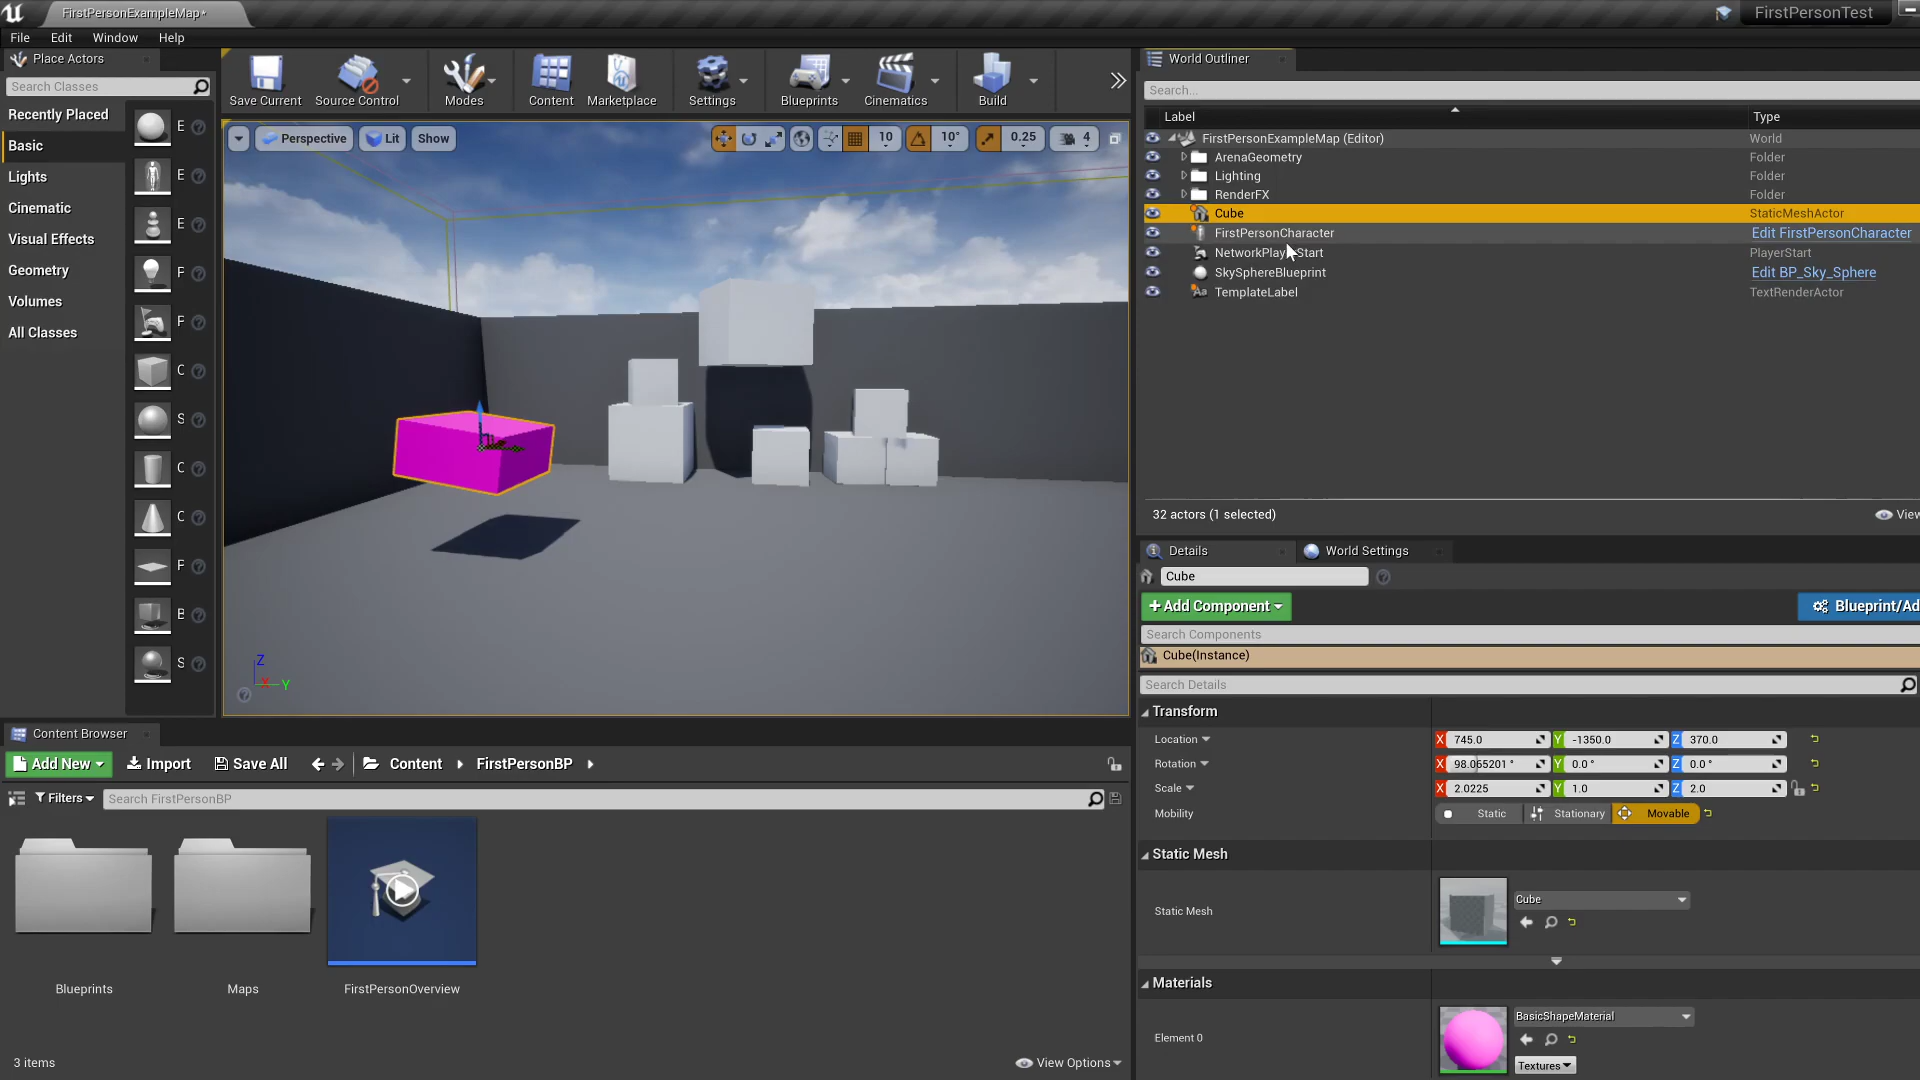 FirstPersonExampleMap*
FirstPersonTest
File Edit Window Help
Place Actors
Search Classes
Recently Placed
Basic
Lights
Cinematic
Visual Effects
Geometry
Volumes
All Classes
E
E
E
F
F
C
S
C
C
F
E
S
Save Current
Source Control
Modes
Content
Marketplace
Settings
Blueprints
Cinematics
Build
Perspective
Lit
Show
10
10°
0.25
4
Z
X
Y
World Outliner
Search...
Label Type
FirstPersonExampleMap (Editor) World
ArenaGeometry Folder
Lighting Folder
RenderFX Folder
Cube StaticMeshActor
FirstPersonCharacter Edit FirstPersonCharacter
PlayerStart
SkySphereBlueprint Edit BP_Sky_Sphere
TemplateLabel TextRenderActor
32 actors (1 selected)
View
Details
World Settings
Cube
+ Add Component
Blueprint/Ad
Search Components
Cube(Instance)
Search Details
Transform
Location X 745.0 Y -1350.0 Z 370.0
Rotation X 98.065201 ° Y 0.0 ° Z 0.0 °
Scale X 2.0225 Y 1.0 Z 2.0
Mobility Static Stationary Movable
Static Mesh
Static Mesh
Cube
Materials
Element 0
BasicShapeMaterial
Textures
Content Browser
Add New
Import
Save All
Content
FirstPersonBP
Filters
Search FirstPersonBP
Blueprints
Maps
FirstPersonOverview
3 items
View Options